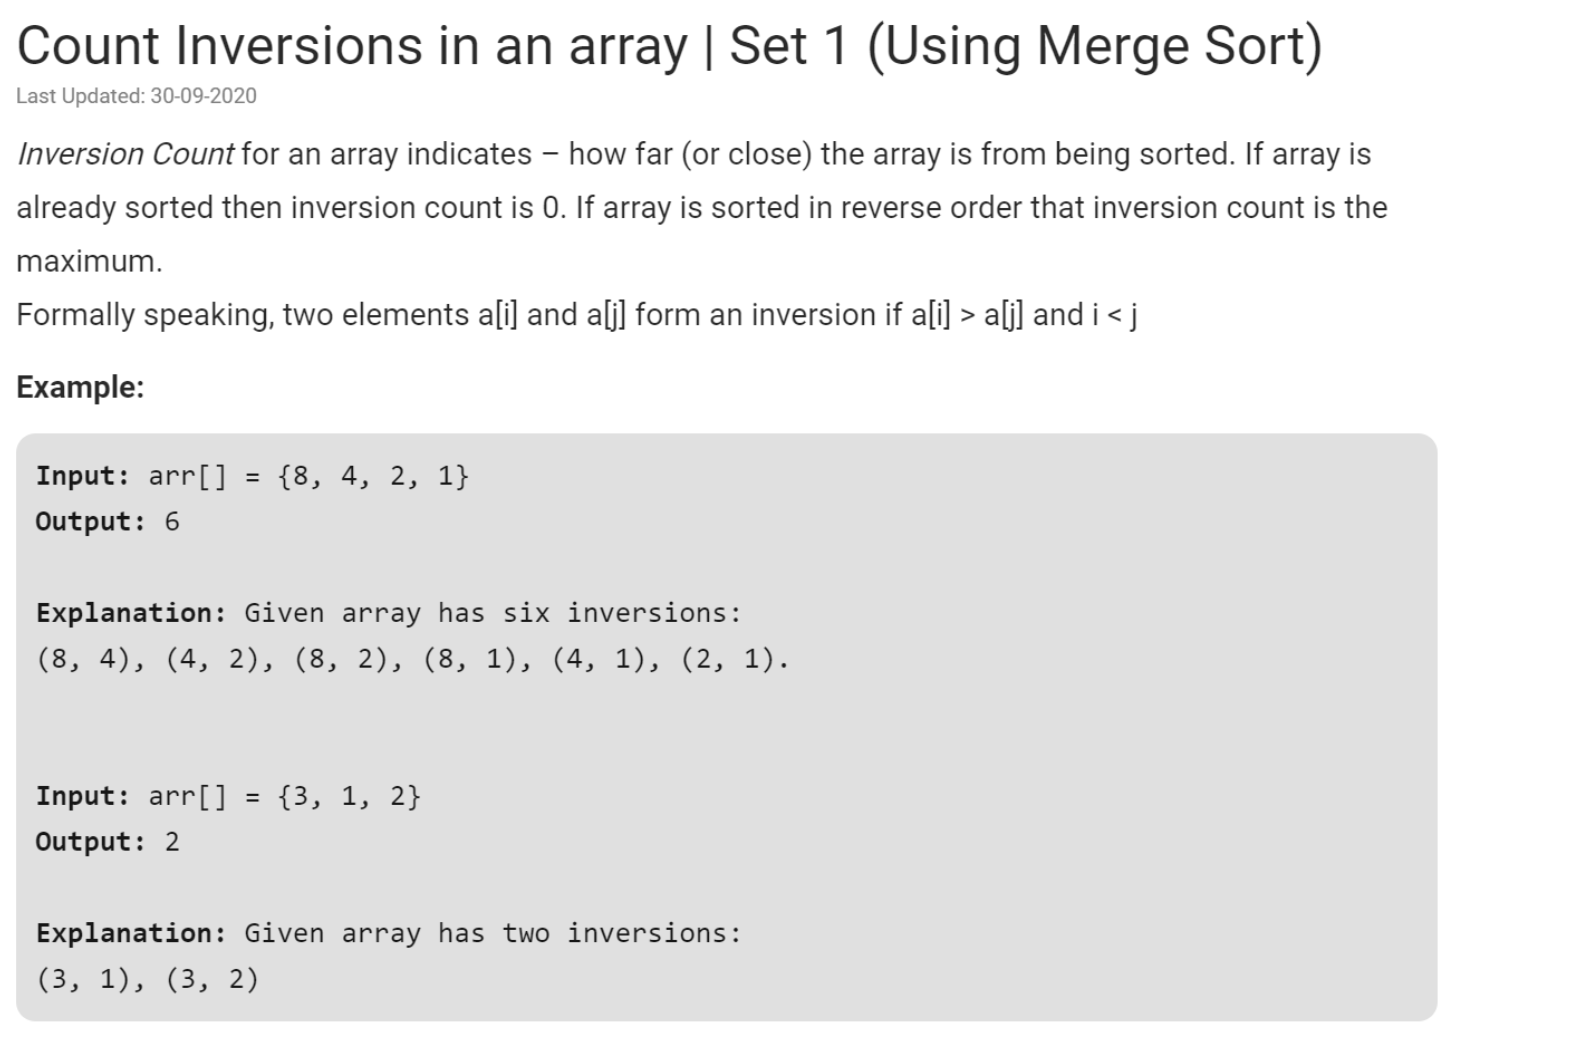 Count Inversions in an array | Set 1 (Using Merge Sort)
Last Updated: 30-09-2020
Inversion Count for an array indicates – how far (or close) the array is from being sorted. If array is
already sorted then inversion count is 0. If array is sorted in reverse order that inversion count is the
maximum.
Formally speaking, two elements a[i] and a[j] form an inversion if a[i] > a[j] and i < j
Example:
Input: arr[] = {8, 4, 2, 1}
Output: 6
Explanation: Given array has six inversions:
(8, 4), (4, 2), (8, 2), (8, 1), (4, 1), (2, 1).
Input: arr[] = {3, 1, 2}
Output: 2
Explanation: Given array has two inversions:
(3, 1), (3, 2)